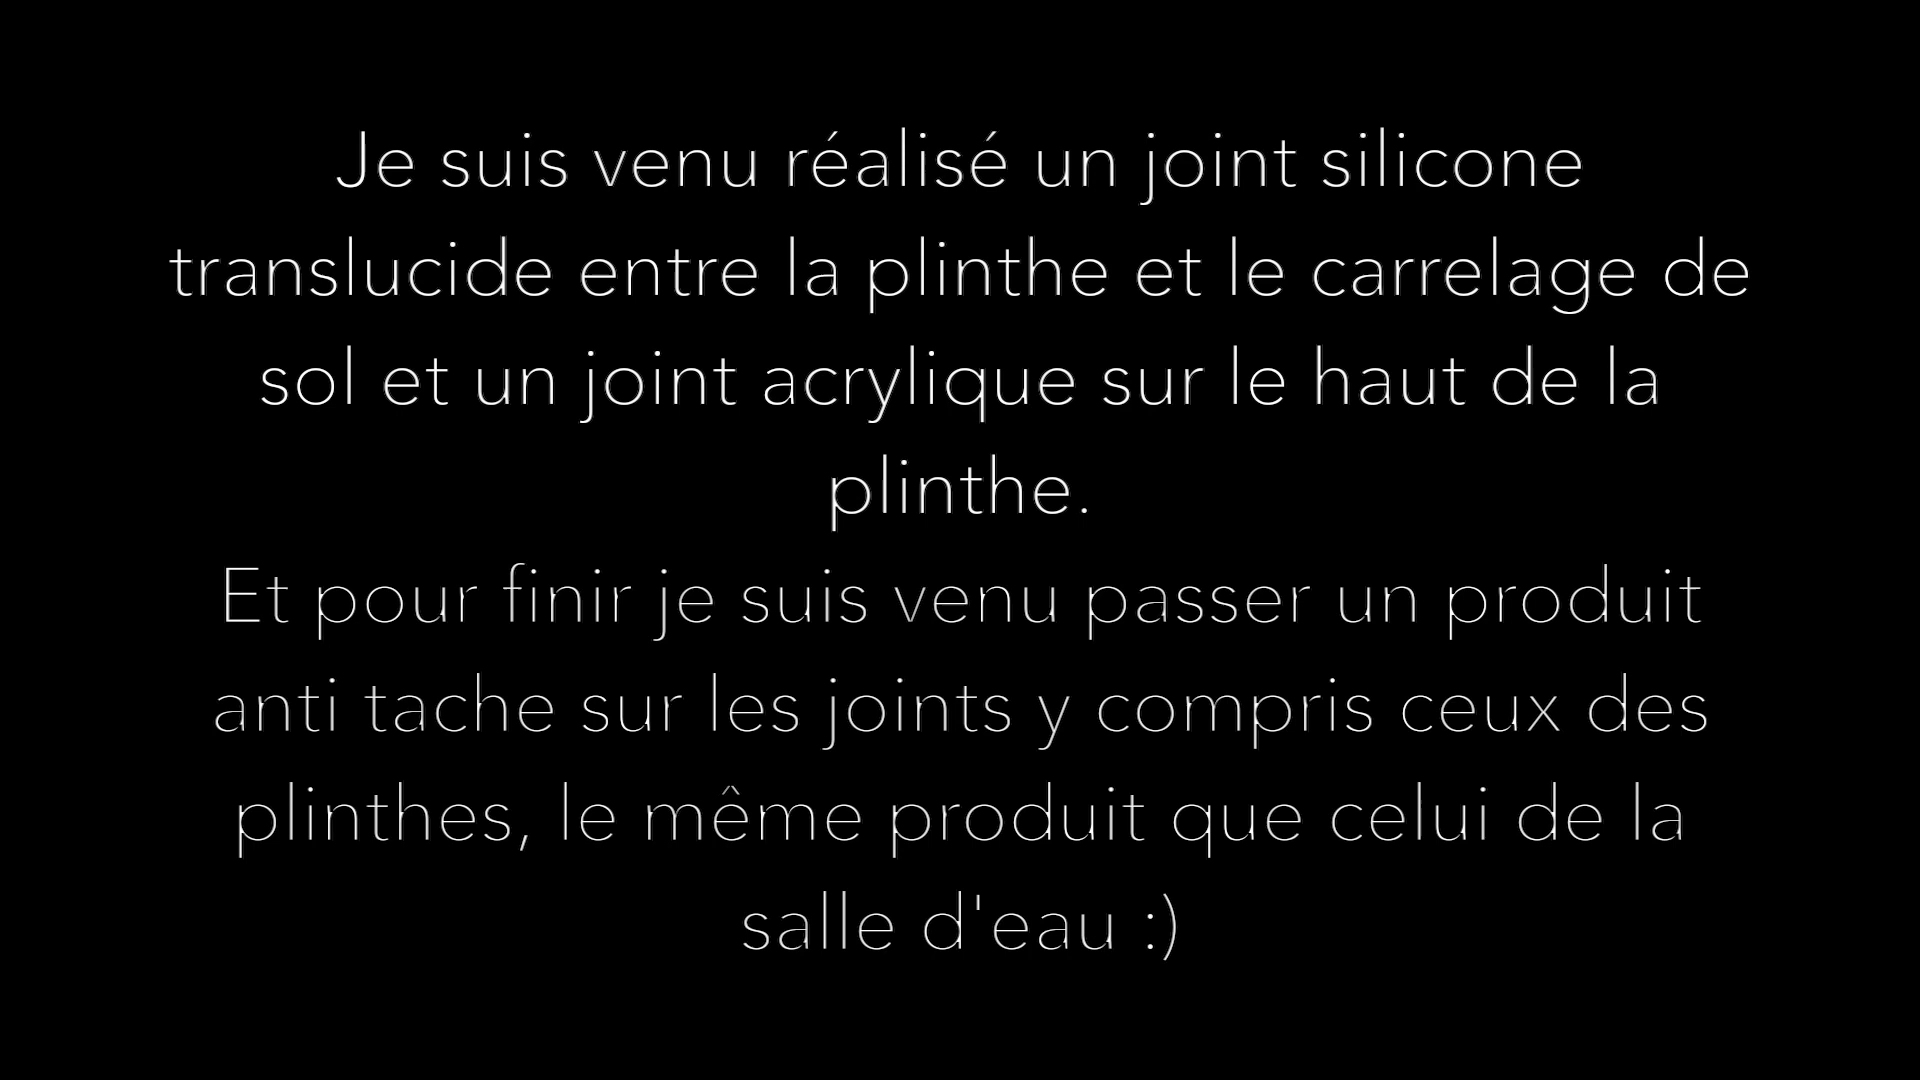 Je suis venu réalisé un joint silicone
translucide entre la plinthe et le carrelage de
sol et un joint acrylique sur le haut de la
plinthe.
Et pour finir je suis venu passer un produit
anti tache sur les joints y compris ceux des
plinthes, le même produit que celui de la
salle d'eau :)